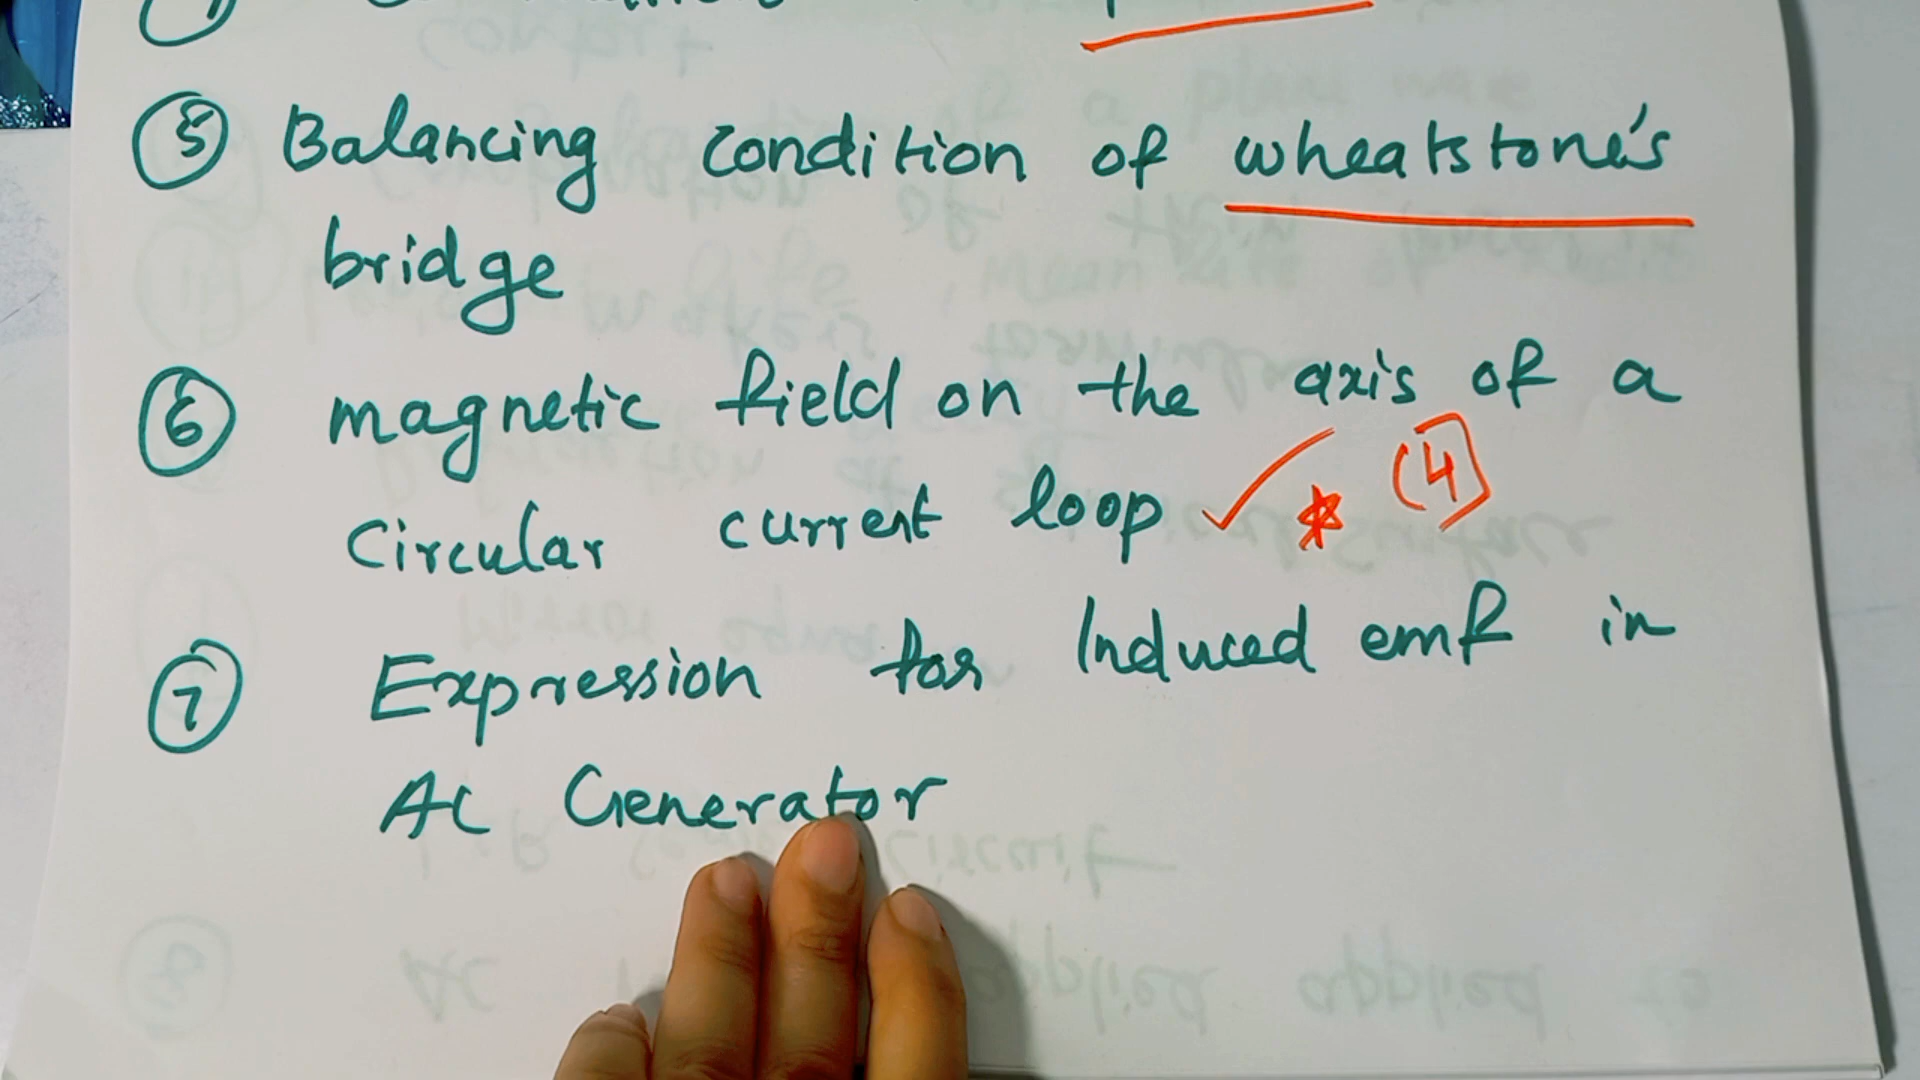 ⑤ Balancing condition of wheatstone's
bridge
⑥ magnetic field on the axis of a
Circular current loop ✓ * (4)
⑦ Expression for Induced emf in
AC Generator